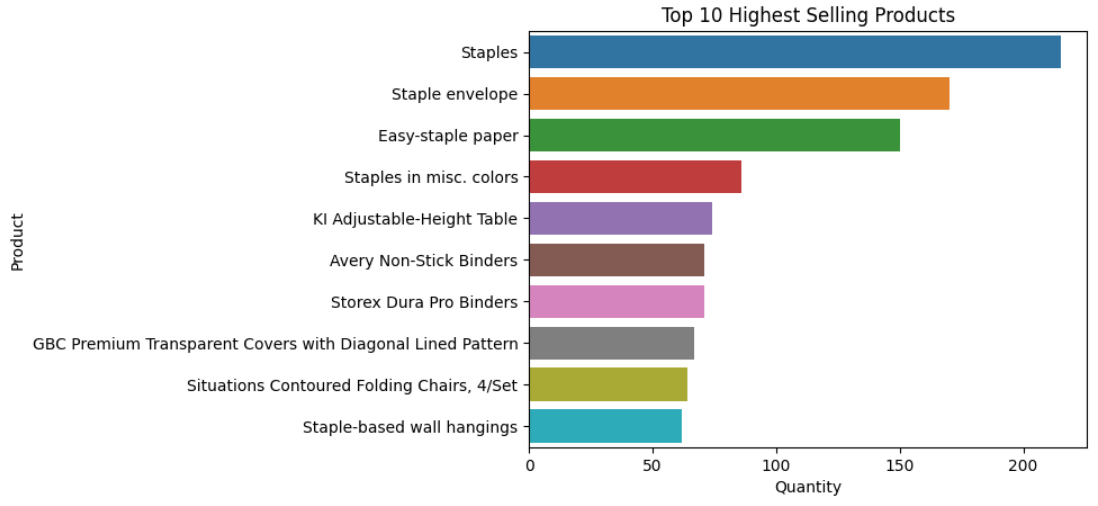 Top 10 Highest Selling Products
Product
Staples
Staple envelope
Easy-staple paper
Staples in misc. colors
KI Adjustable-Height Table
Avery Non-Stick Binders
Storex Dura Pro Binders
GBC Premium Transparent Covers with Diagonal Lined Pattern
Situations Contoured Folding Chairs, 4/Set
Staple-based wall hangings
0 50 100 150 200
Quantity